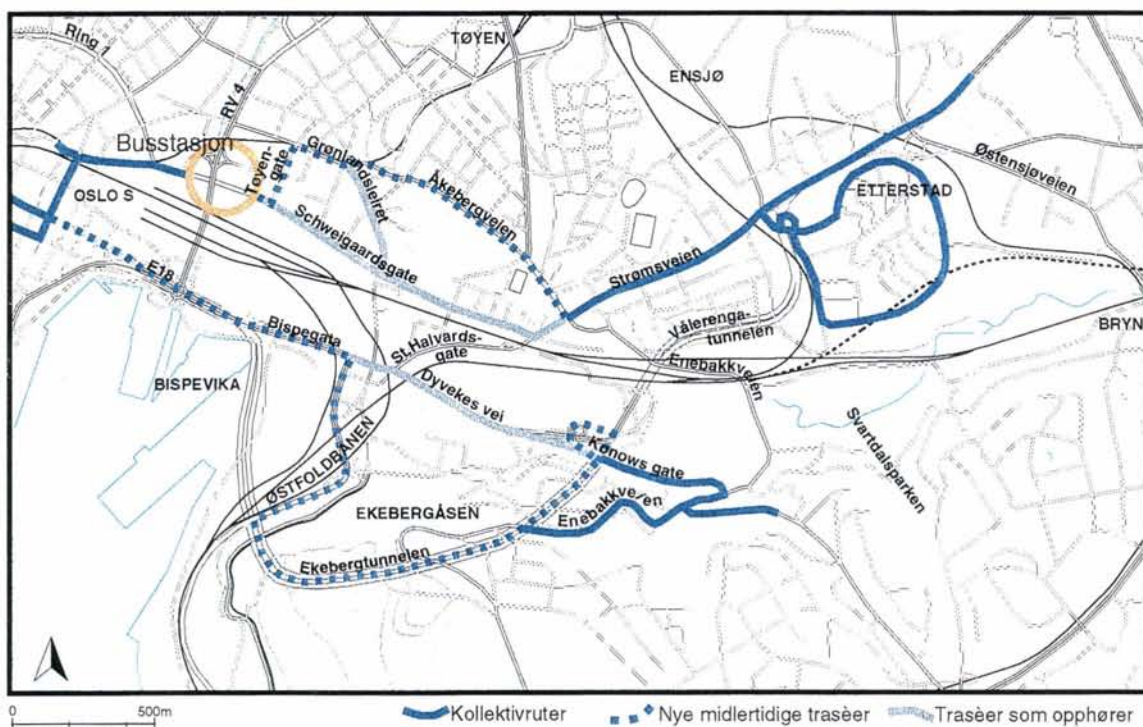 Ring 1
RV 4
TØYEN
ENSJØ
Busstasjon
OSLO S
Tøyen-
gate
Grønlandsleiret
Åkebergveien
Schweigaardsgate
Østensjøveien
ETTERSTAD
Strømsveien
E18
Bispegata
St.Halvards-
gate
Vålerenga-
tunnelen
Enebakkveien
BRYN
BISPEVIKA
Dyvekes vei
Svartdalsparken
Konows gate
ØSTFOLDBANEN
EKEBERGÅSEN
Enebakkveien
Ekebergtunnelen
0 500m
Kollektivruter Nye midlertidige trasèer Trasèer som opphører